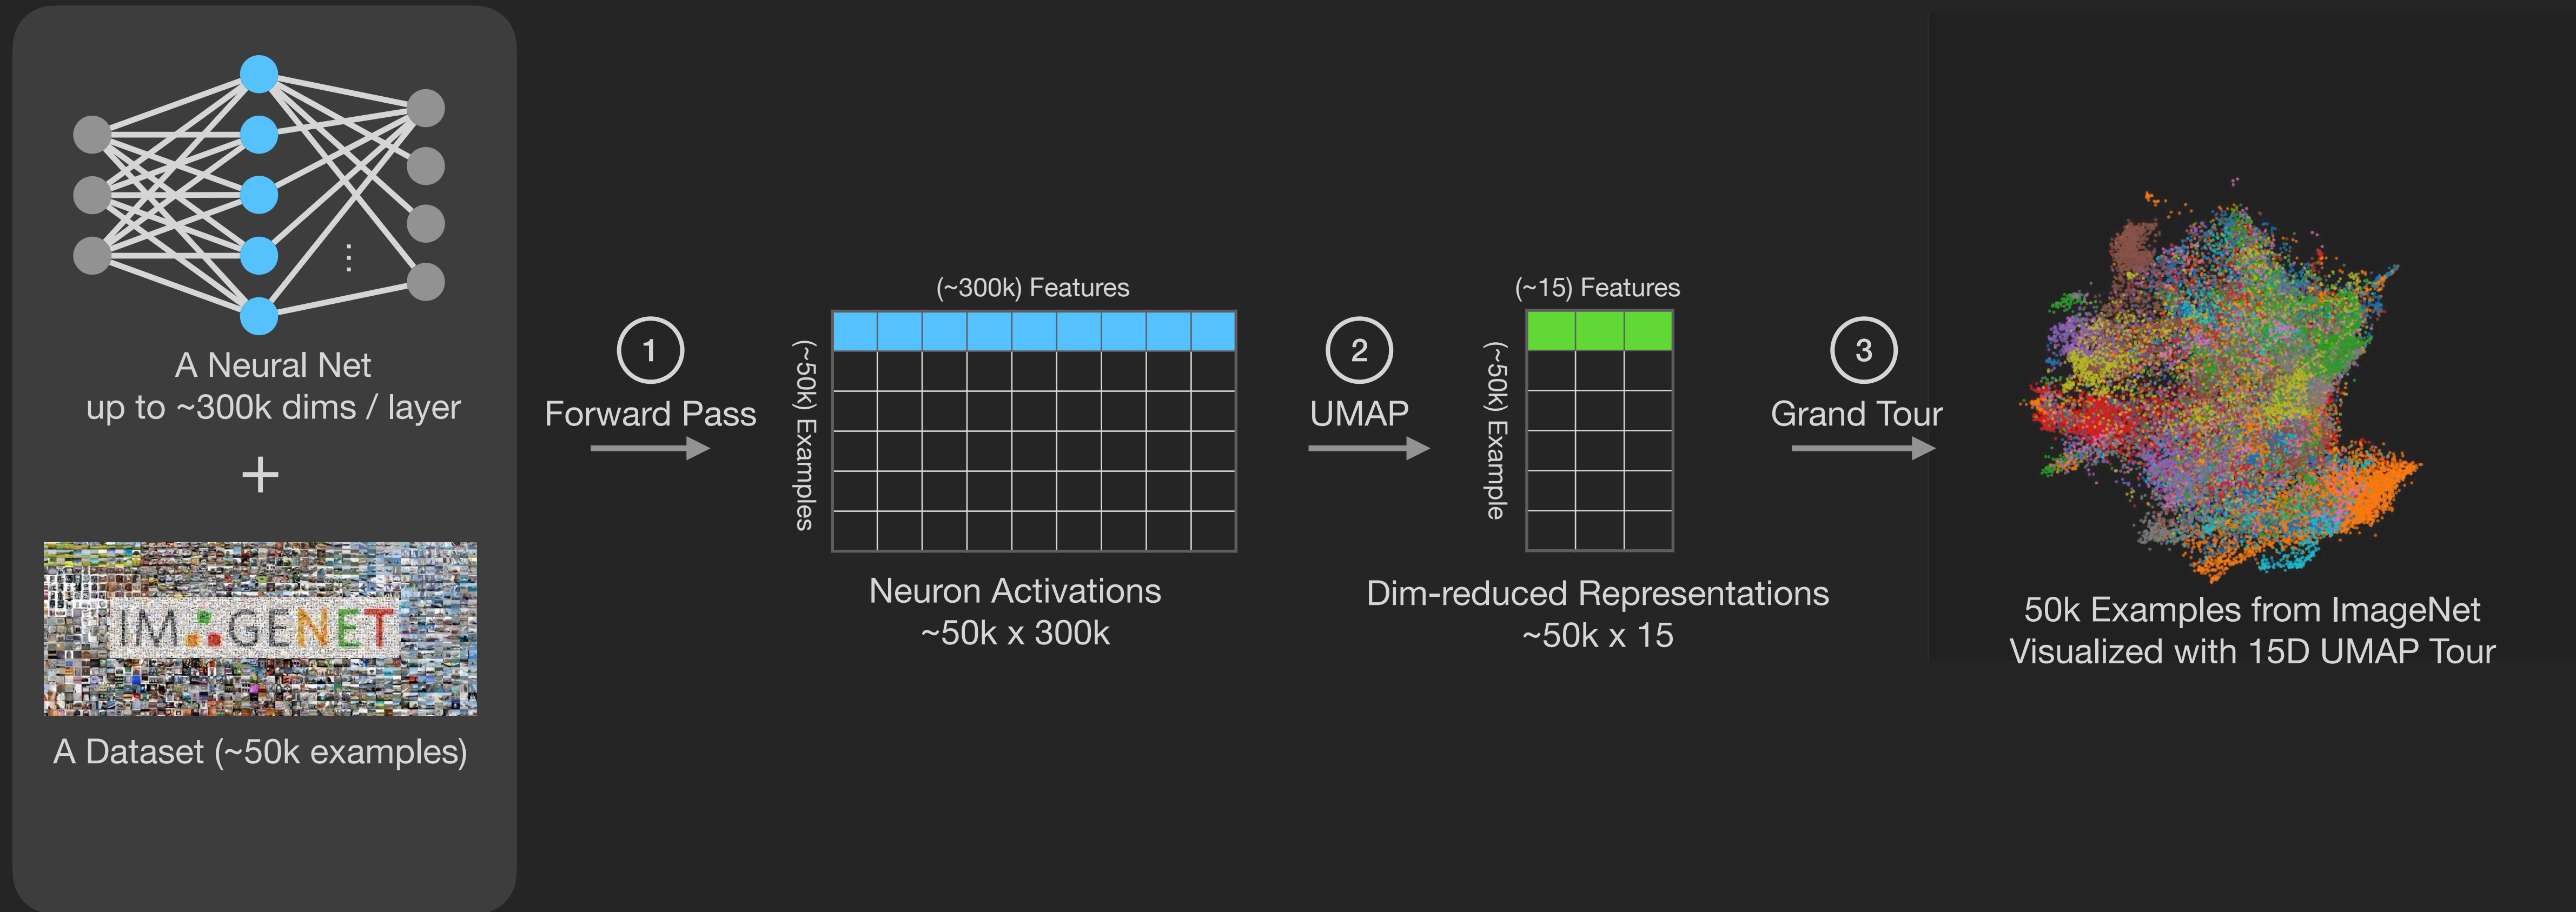 A Neural Net
up to ~300k dims / layer
+
IMAGENET
A Dataset (~50k examples)
1
Forward Pass
(~300k) Features
(~50k) Examples
Neuron Activations
~50k x 300k
2
UMAP
(~15) Features
(~50k) Example
Dim-reduced Representations
~50k x 15
3
Grand Tour
50k Examples from ImageNet
Visualized with 15D UMAP Tour